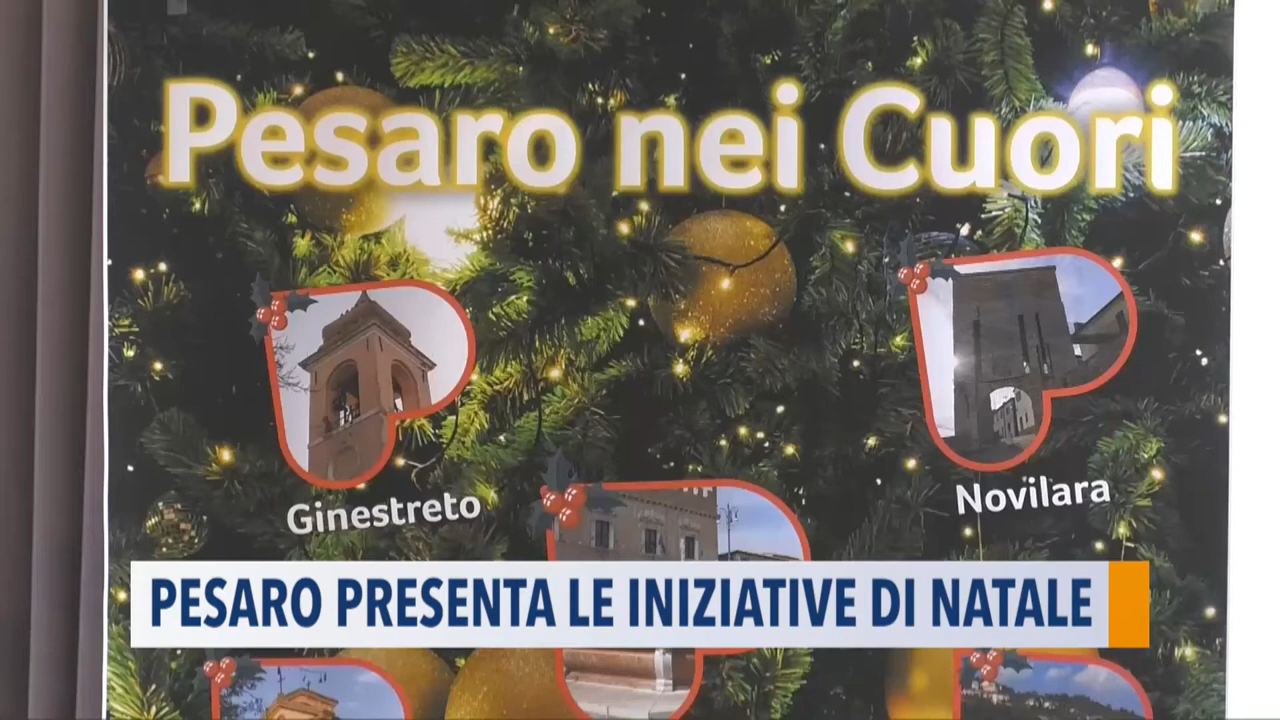 Pesaro nei Cuori
Ginestreto
Novilara
PESARO PRESENTA LE INIZIATIVE DI NATALE